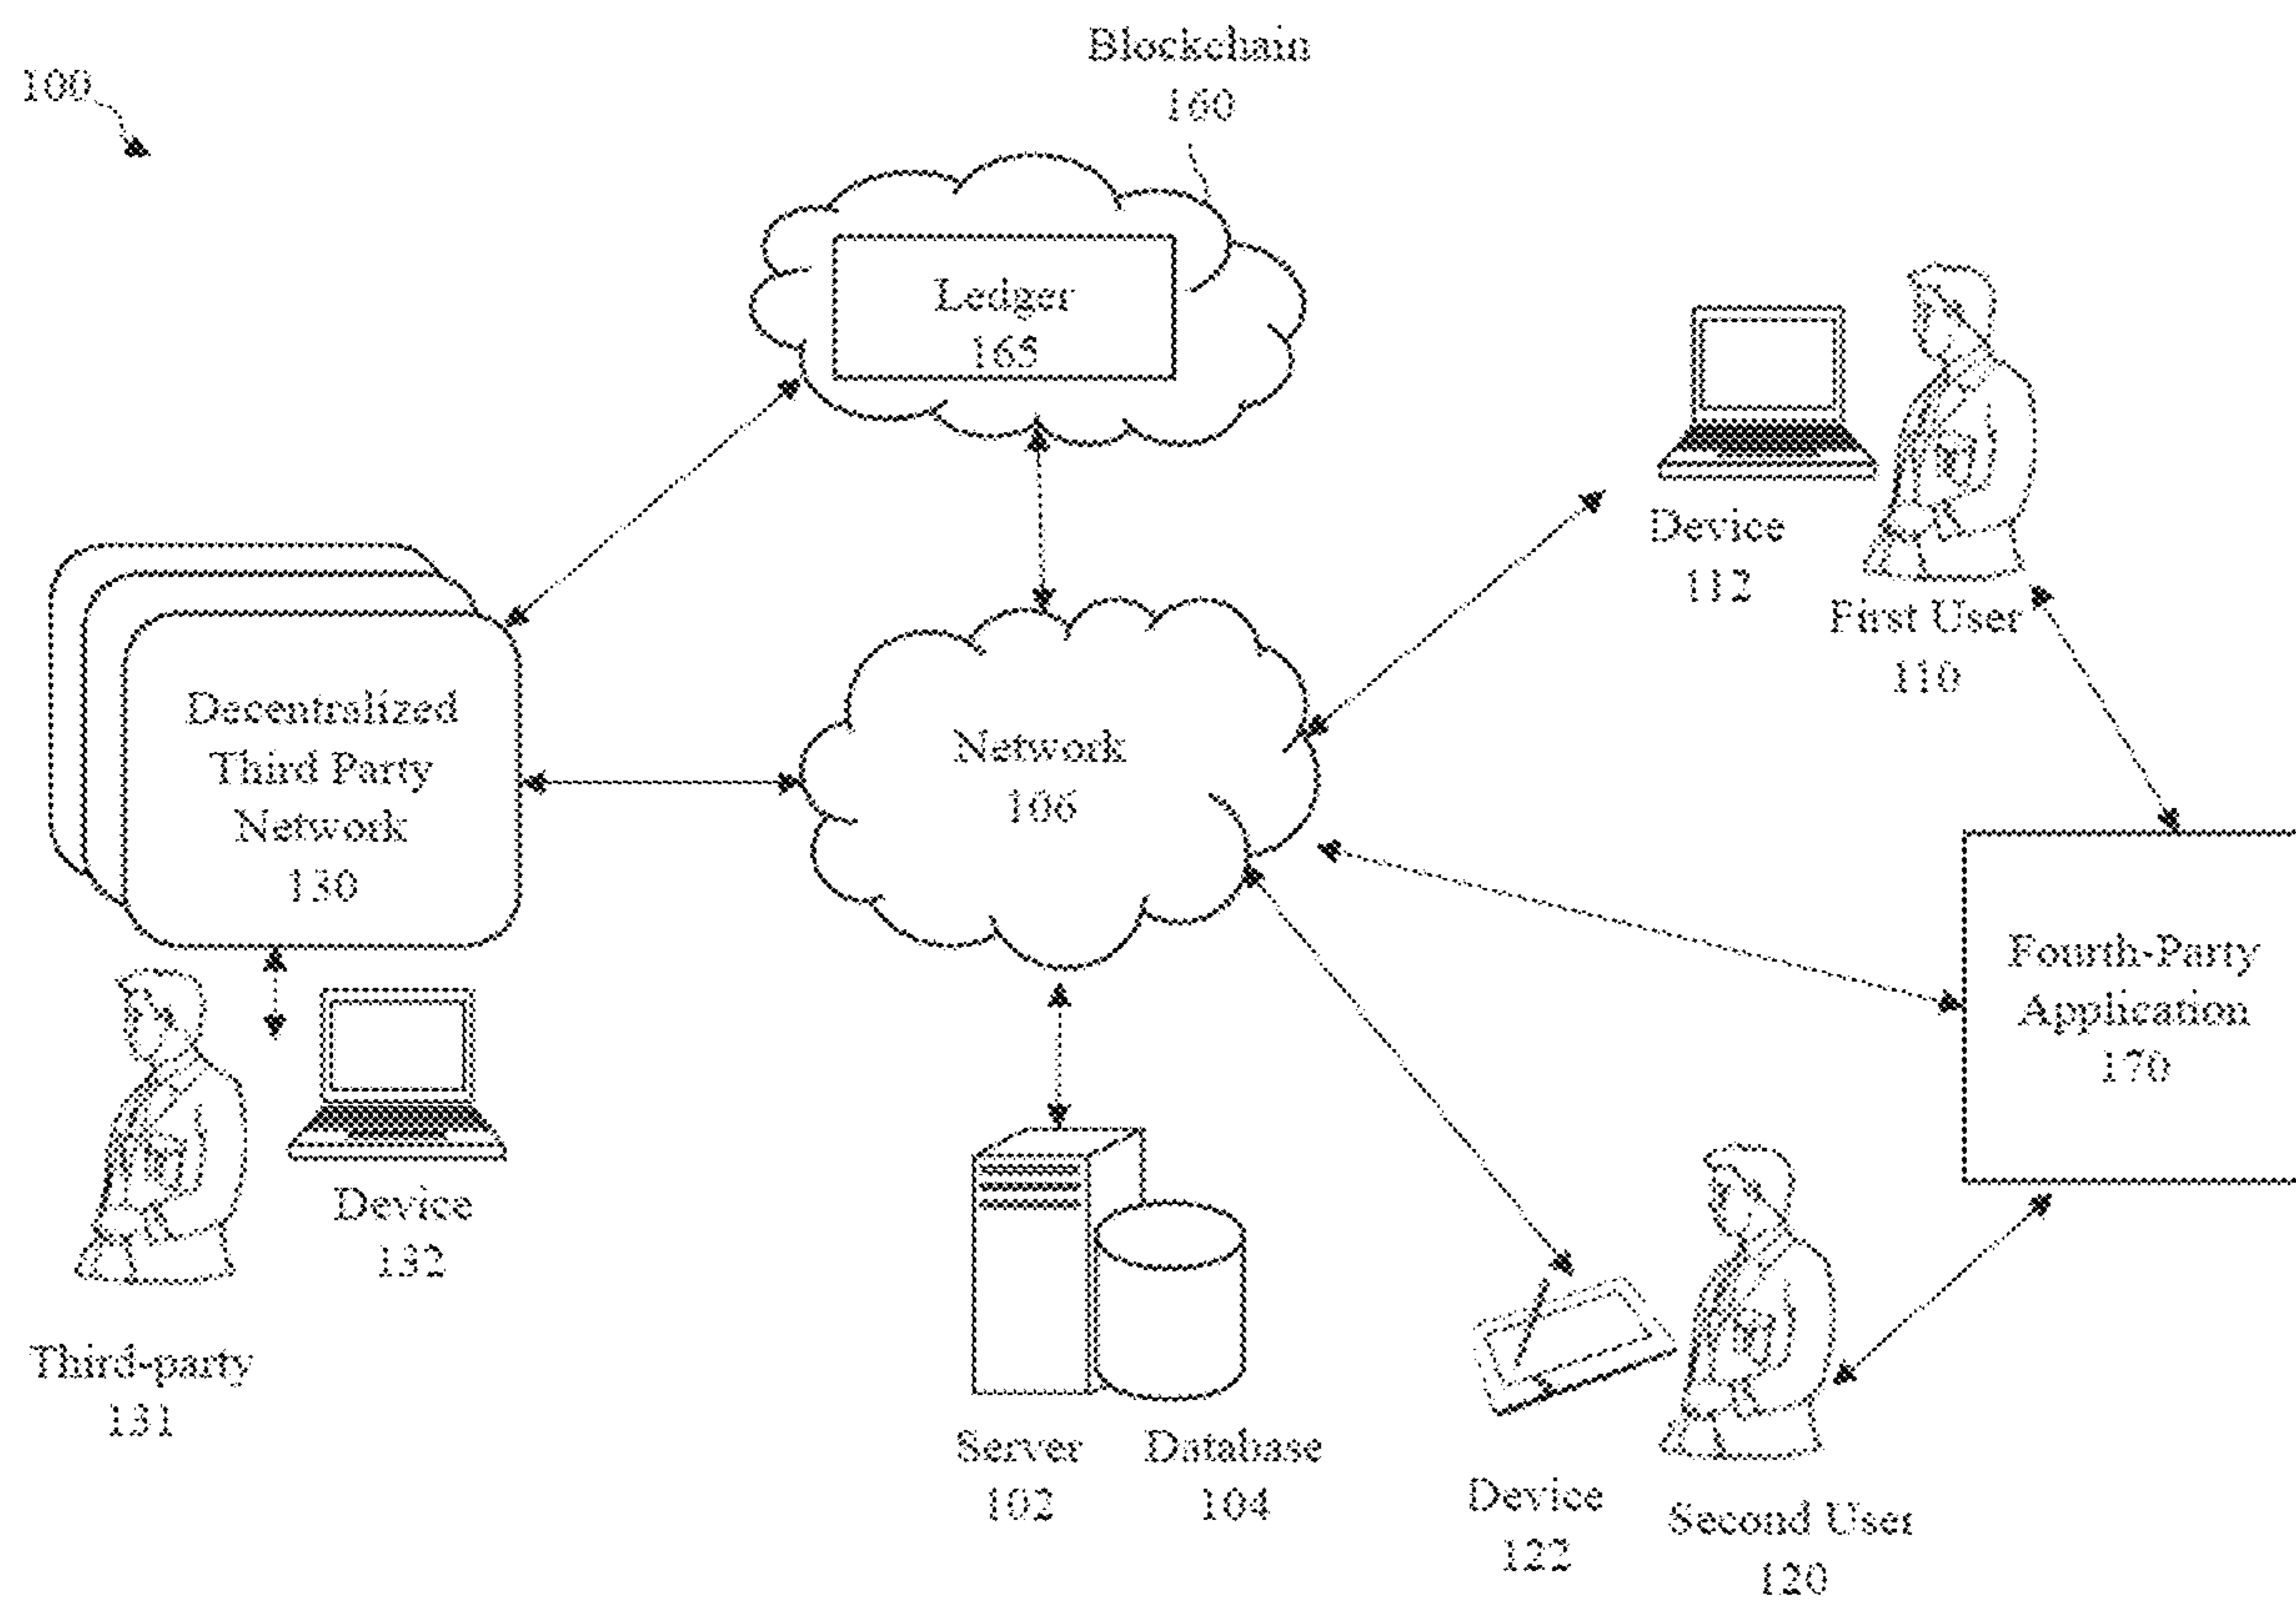 100
Blockchain
160
Ledger
165
Device
112
First User
110
Decentralized
Third Party
Network
130
Network
106
Fourth-Party
Application
170
Device
132
Third-party
131
Server
102
Database
104
Device
122
Second User
120